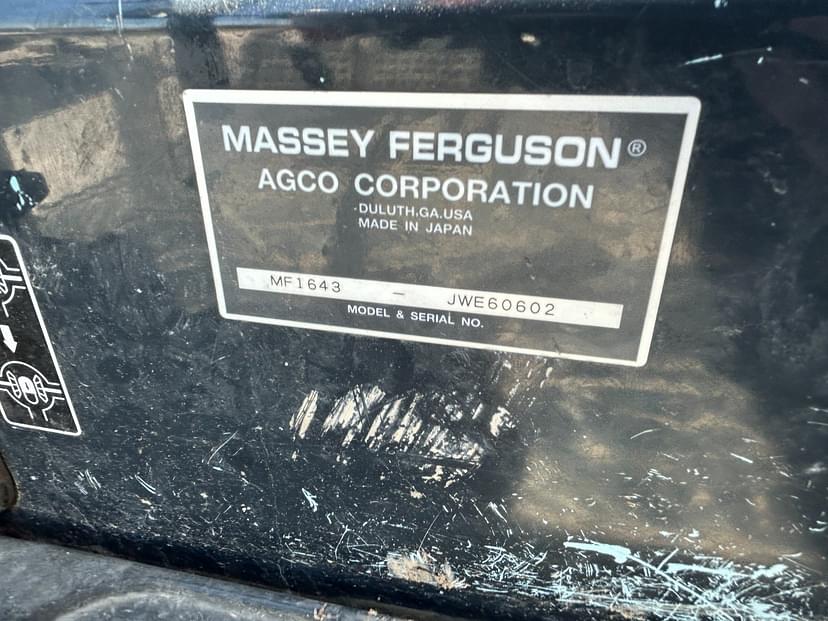 MASSEY FERGUSON®
AGCO CORPORATION
DULUTH.GA.USA
MADE IN JAPAN
MF1643 – JWE60602
MODEL & SERIAL NO.